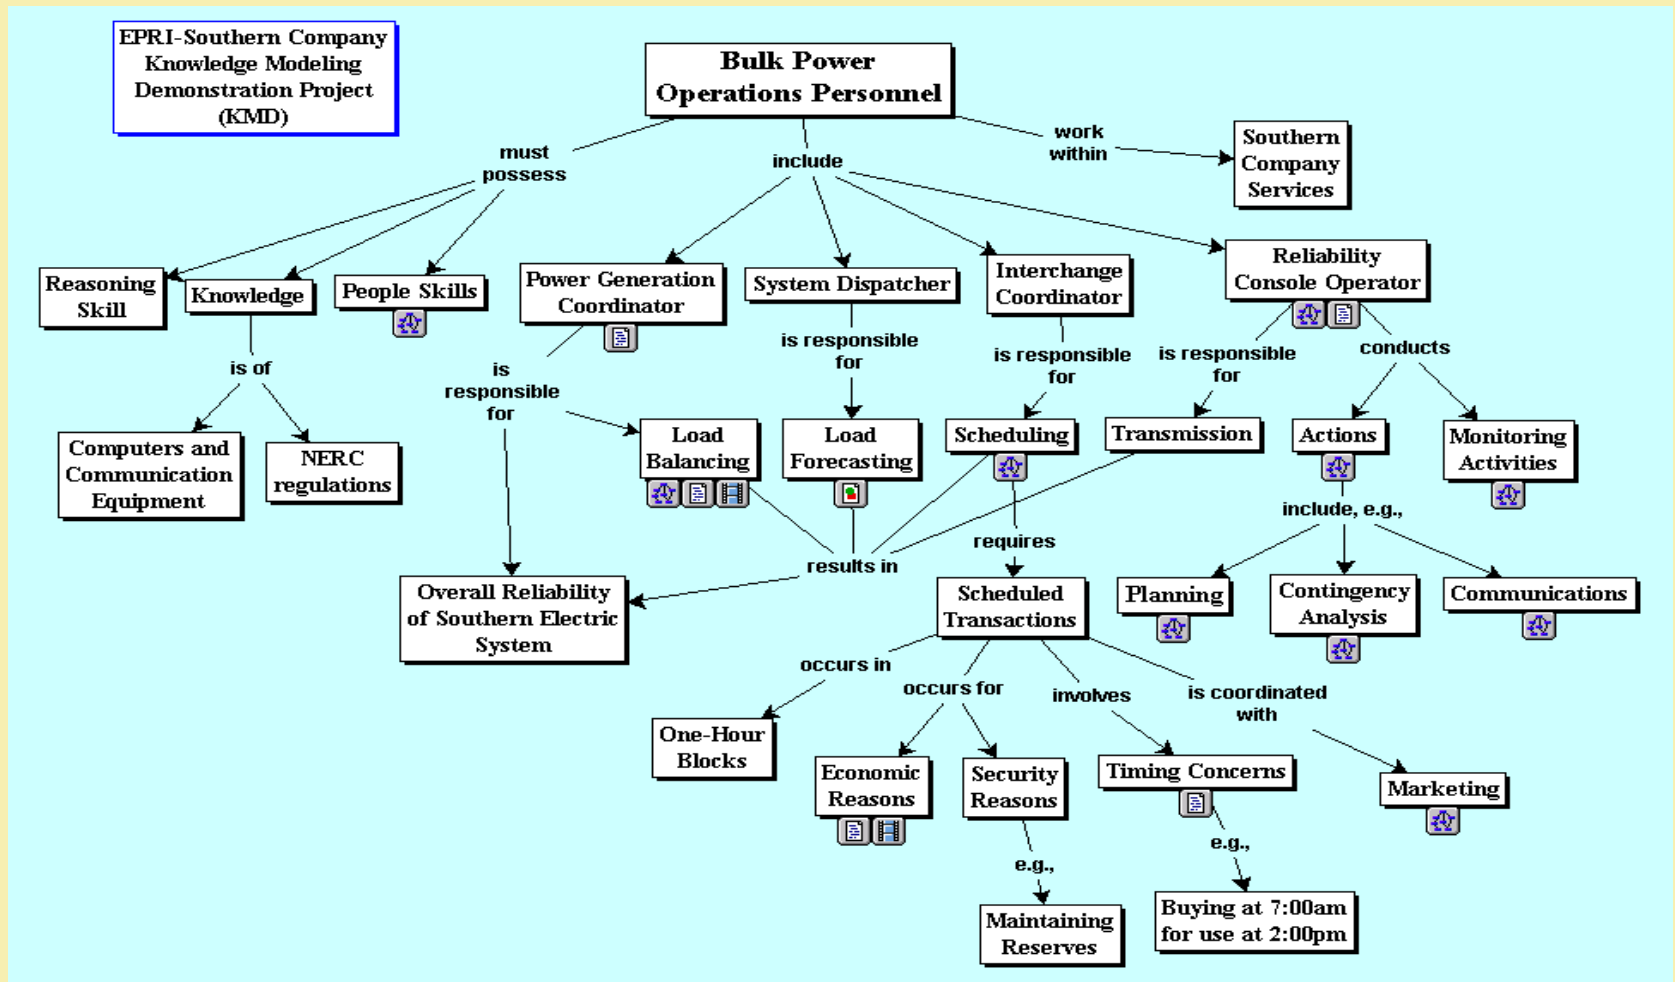 EPRI-Southern Company
Knowledge Modeling
Demonstration Project
(KMD)
Bulk Power
Operations Personnel
work
within
Southern
Company
Services
must
possess
include
Reasoning
Skill
Knowledge
People Skills
Power Generation
Coordinator
System Dispatcher
Interchange
Coordinator
Reliability
Console Operator
is of
is
responsible
for
is responsible
for
is responsible
for
is responsible
for
conducts
Computers and
Communication
Equipment
NERC
regulations
Load
Balancing
Load
Forecasting
Scheduling
Transmission
Actions
Monitoring
Activities
include, e.g.,
requires
results in
Overall Reliability
of Southern Electric
System
Scheduled
Transactions
Planning
Contingency
Analysis
Communications
occurs in
occurs for
involves
is coordinated
with
One-Hour
Blocks
Economic
Reasons
Security
Reasons
Timing Concerns
Marketing
e.g.,
e.g.,
Maintaining
Reserves
Buying at 7:00am
for use at 2:00pm